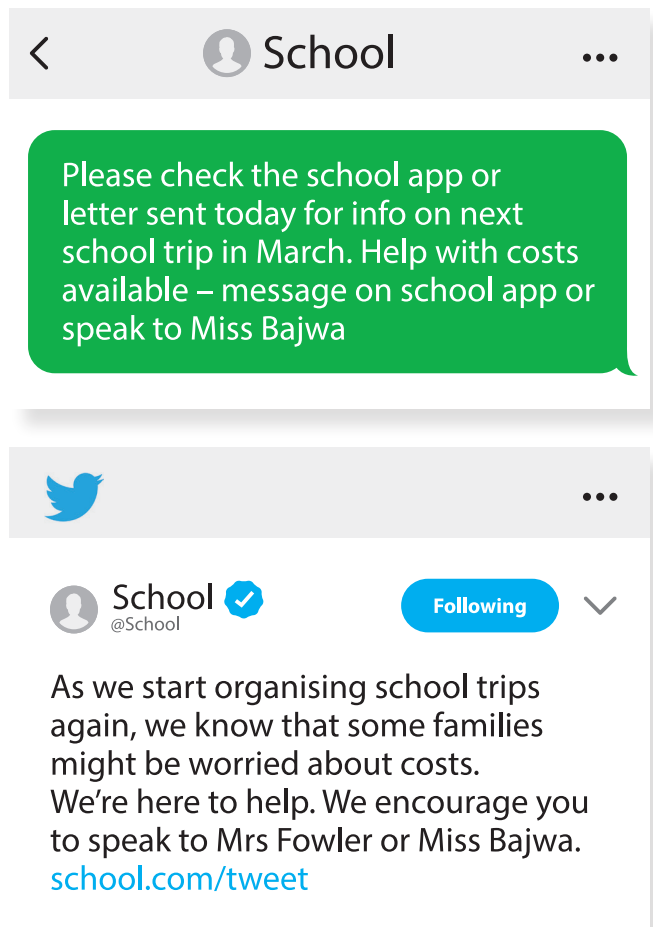 School
Please check the school app or
letter sent today for info on next
school trip in March. Help with costs
available – message on school app or
speak to Miss Bajwa
School
@School
Following
As we start organising school trips
again, we know that some families
might be worried about costs.
We’re here to help. We encourage you
to speak to Mrs Fowler or Miss Bajwa.
school.com/tweet